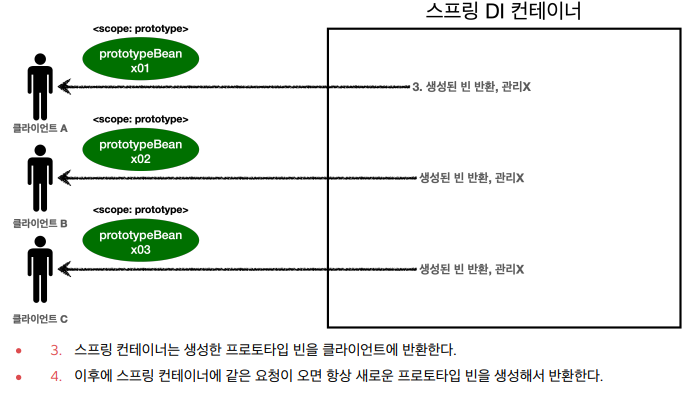 스프링 DI 컨테이너
<scope: prototype>
prototypeBean
x01
3. 생성된 빈 반환, 관리X
클라이언트 A
<scope: prototype>
prototypeBean
x02
생성된 빈 반환, 관리X
클라이언트 B
<scope: prototype>
prototypeBean
x03
생성된 빈 반환, 관리X
클라이언트 C
• 3. 스프링 컨테이너는 생성한 프로토타입 빈을 클라이언트에 반환한다.
• 4. 이후에 스프링 컨테이너에 같은 요청이 오면 항상 새로운 프로토타입 빈을 생성해서 반환한다.